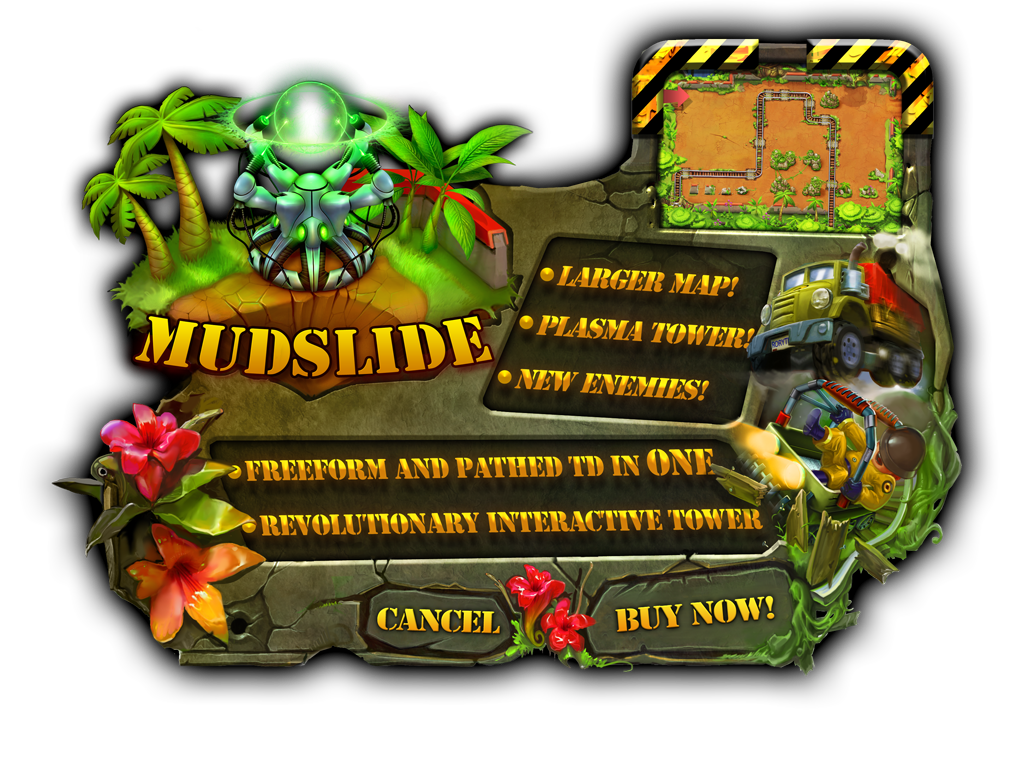 MUDSLIDE
LARGER MAP!
PLASMA TOWER!
NEW ENEMIES!
FREEFORM AND PATHED TD IN ONE
REVOLUTIONARY INTERACTIVE TOWER
CANCEL
BUY NOW!